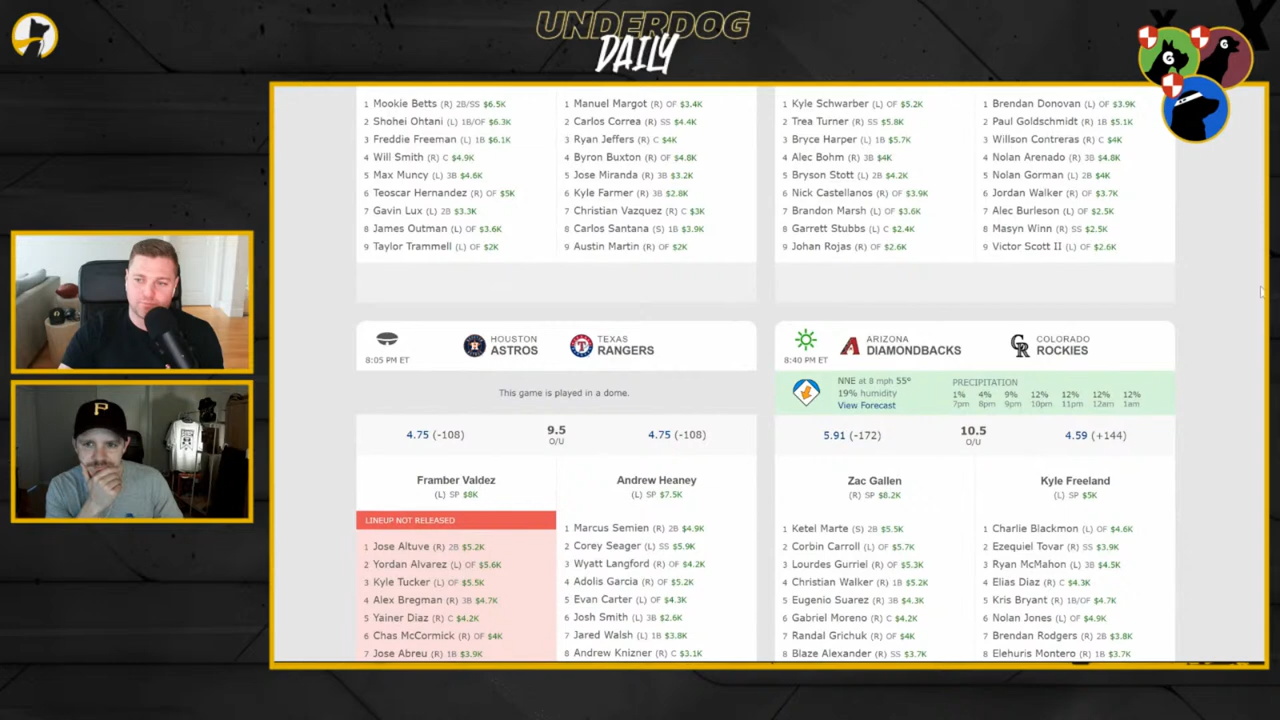 UNDERDOG
DAILY
G
G
1 Mookie Betts (R) 2B/SS $6.5K
2 Shohei Ohtani (L) 1B/OF $6.3K
3 Freddie Freeman (L) 1B $6.1K
4 Will Smith (R) C $4.9K
5 Max Muncy (L) 3B $4.6K
6 Teoscar Hernandez (R) OF $5K
7 Gavin Lux (L) 2B $3.3K
8 James Outman (L) OF $3.6K
9 Taylor Trammell (L) OF $2K
1 Manuel Margot (R) OF $3.4K
2 Carlos Correa (R) SS $4.4K
3 Ryan Jeffers (R) C $4K
4 Byron Buxton (R) OF $4.8K
5 Jose Miranda (R) 3B $3.2K
6 Kyle Farmer (R) 3B $2.8K
7 Christian Vazquez (R) C $3K
8 Carlos Santana (S) 1B $3.9K
9 Austin Martin (R) OF $2K
1 Kyle Schwarber (L) OF $5.2K
2 Trea Turner (R) SS $5.8K
3 Bryce Harper (L) 1B $5.7K
4 Alec Bohm (R) 3B $4K
5 Bryson Stott (L) 2B $4.2K
6 Nick Castellanos (R) OF $3.9K
7 Brandon Marsh (L) OF $3.6K
8 Garrett Stubbs (L) C $2.4K
9 Johan Rojas (R) OF $2.6K
1 Brendan Donovan (L) OF $3.9K
2 Paul Goldschmidt (R) 1B $5.1K
3 Willson Contreras (R) C $4K
4 Nolan Arenado (R) 3B $4.8K
5 Nolan Gorman (L) 2B $4K
6 Jordan Walker (R) OF $3.7K
7 Alec Burleson (L) OF $2.5K
8 Masyn Winn (R) SS $2.5K
9 Victor Scott II (L) OF $2.6K
8:05 PM ET
HOUSTON
ASTROS
TEXAS
RANGERS
This game is played in a dome.
4.75 (-108)
9.5
O/U
4.75 (-108)
Framber Valdez
(L) SP $8K
Andrew Heaney
(L) SP $7.5K
LINEUP NOT RELEASED
1 Jose Altuve (R) 2B $5.2K
2 Yordan Alvarez (L) OF $5.6K
3 Kyle Tucker (L) OF $5.5K
4 Alex Bregman (R) 3B $4.7K
5 Yainer Diaz (R) C $4.2K
6 Chas McCormick (R) OF $4K
7 Jose Abreu (R) 1B $3.9K
1 Marcus Semien (R) 2B $4.9K
2 Corey Seager (L) SS $5.9K
3 Wyatt Langford (R) OF $4.2K
4 Adolis Garcia (R) OF $5.2K
5 Evan Carter (L) OF $4.3K
6 Josh Smith (L) 3B $2.6K
7 Jared Walsh (L) 1B $3.8K
8 Andrew Knizner (R) C $3.1K
8:40 PM ET
ARIZONA
DIAMONDBACKS
COLORADO
ROCKIES
NNE at 8 mph 55°
19% humidity
View Forecast
PRECIPITATION
1% 4% 9% 12% 12% 12% 12%
7pm 8pm 9pm 10pm 11pm 12am 1am
5.91 (-172)
10.5
O/U
4.59 (+144)
Zac Gallen
(R) SP $8.2K
Kyle Freeland
(L) SP $5K
1 Ketel Marte (S) 2B $5.5K
2 Corbin Carroll (L) OF $5.7K
3 Lourdes Gurriel (R) OF $5.3K
4 Christian Walker (R) 1B $5.2K
5 Eugenio Suarez (R) 3B $4.3K
6 Gabriel Moreno (R) C $4.2K
7 Randal Grichuk (R) OF $4K
8 Blaze Alexander (R) SS $3.7K
1 Charlie Blackmon (L) OF $4.6K
2 Ezequiel Tovar (R) SS $3.9K
3 Ryan McMahon (L) 3B $4.5K
4 Elias Diaz (R) C $4.3K
5 Kris Bryant (R) 1B/OF $4.7K
6 Nolan Jones (L) OF $4.9K
7 Brendan Rodgers (R) 2B $3.8K
8 Elehuris Montero (R) 1B $3.7K
P